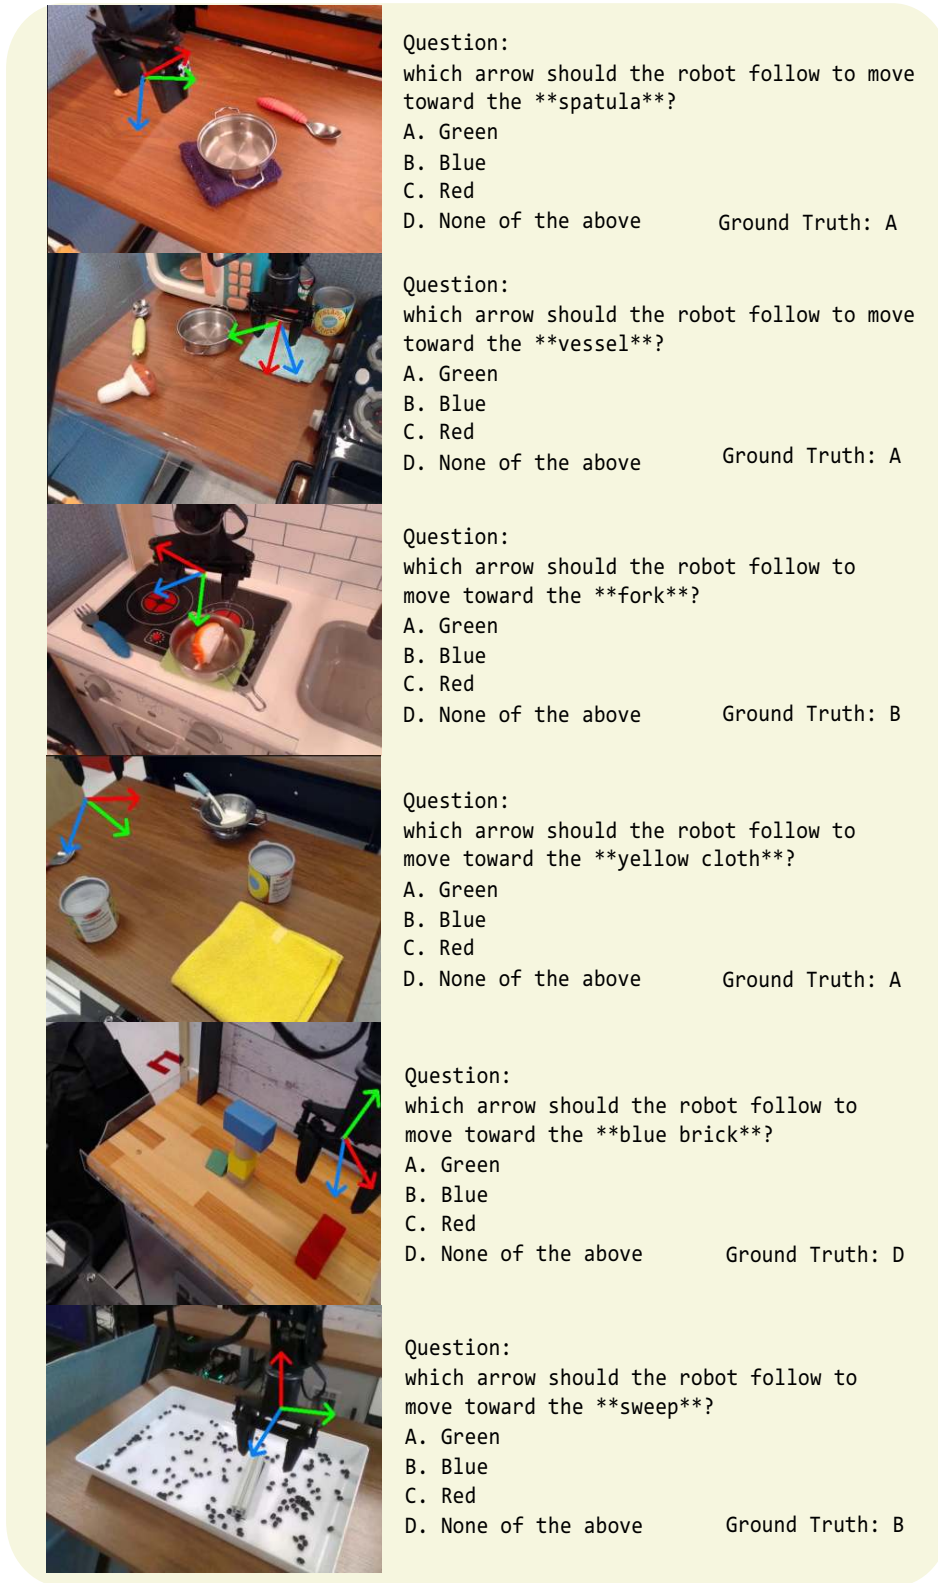 Question:
which arrow should the robot follow to move
toward the **spatula**?
A. Green
B. Blue
C. Red
D. None of the above
Ground Truth: A
Question:
which arrow should the robot follow to move
toward the **vessel**?
A. Green
B. Blue
C. Red
D. None of the above
Ground Truth: A
Question:
which arrow should the robot follow to
move toward the **fork**?
A. Green
B. Blue
C. Red
D. None of the above
Ground Truth: B
Question:
which arrow should the robot follow to
move toward the **yellow cloth**?
A. Green
B. Blue
C. Red
D. None of the above
Ground Truth: A
Question:
which arrow should the robot follow to
move toward the **blue brick**?
A. Green
B. Blue
C. Red
D. None of the above
Ground Truth: D
Question:
which arrow should the robot follow to
move toward the **sweep**?
A. Green
B. Blue
C. Red
D. None of the above
Ground Truth: B